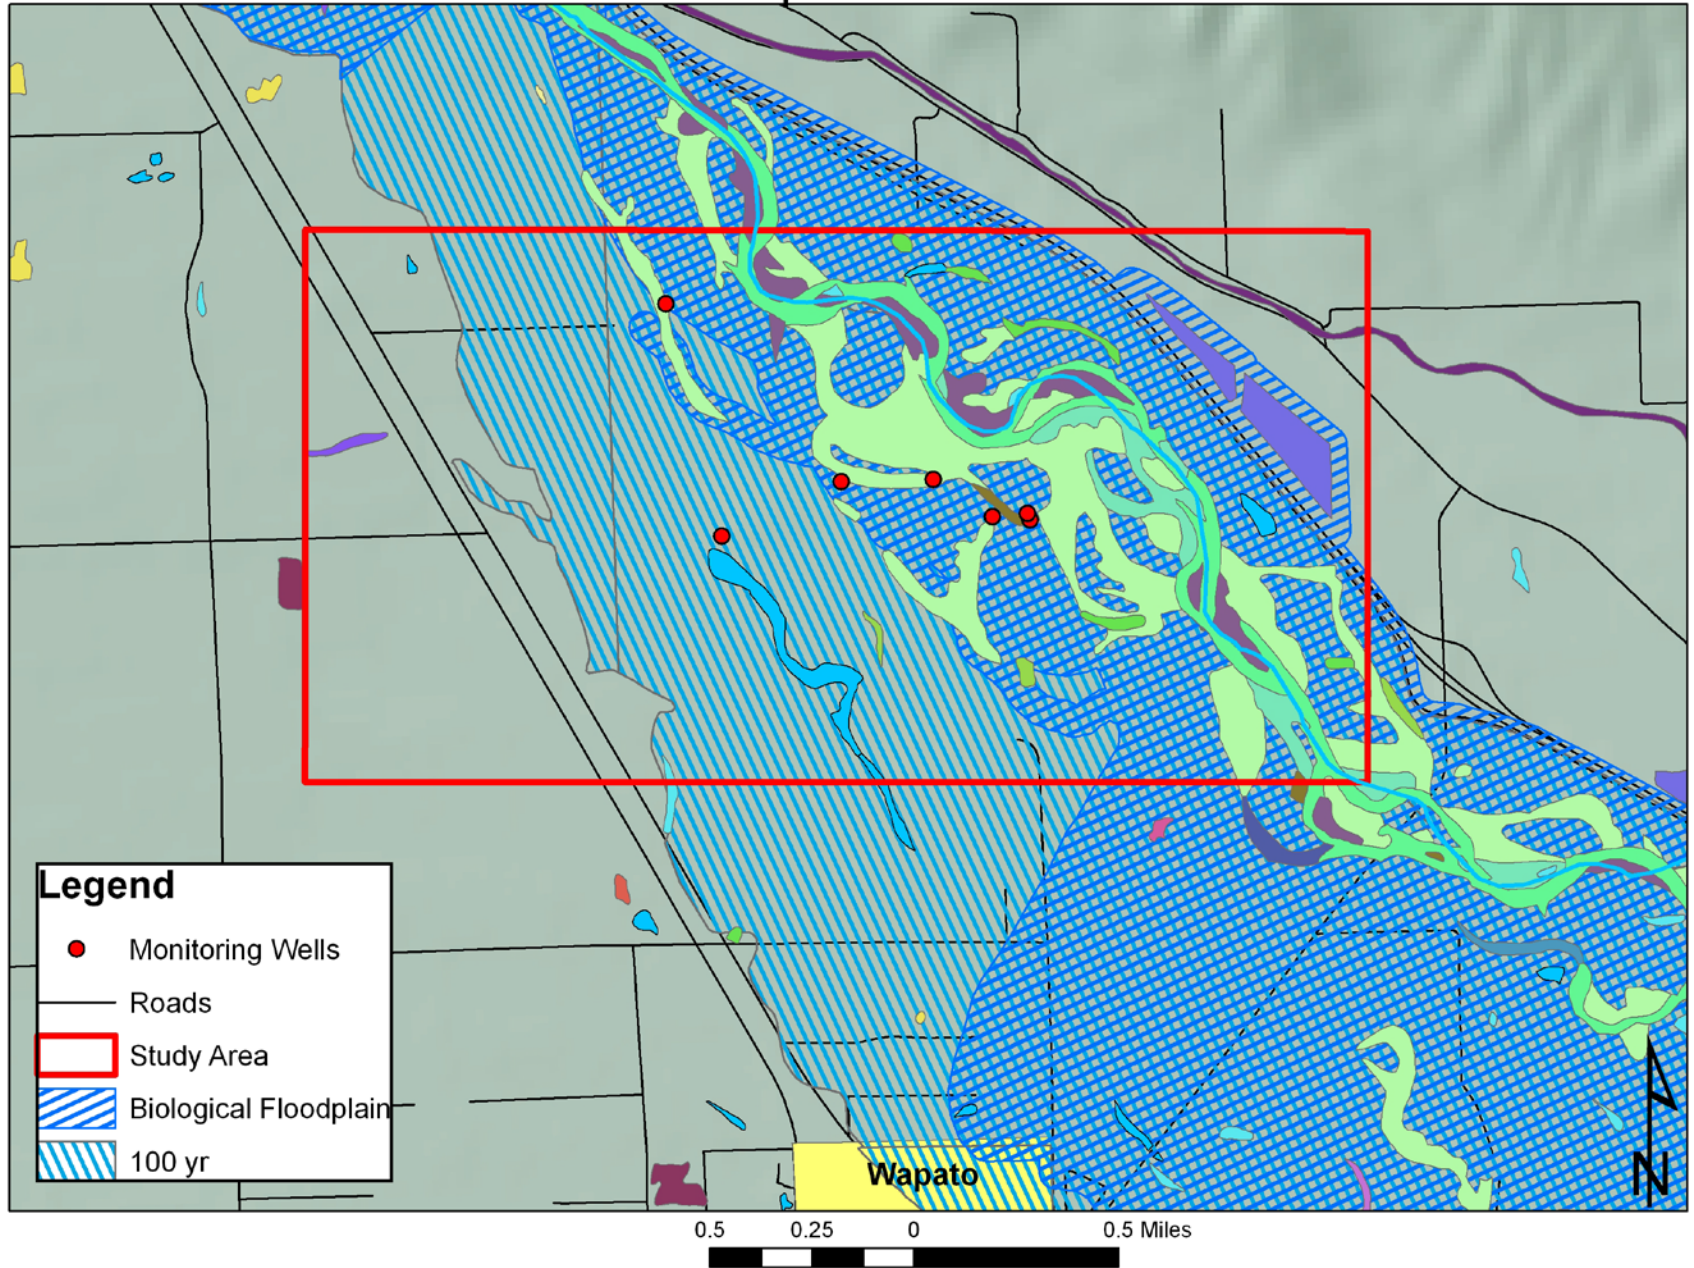 Legend
Monitoring Wells
Roads
Study Area
Biological Floodplain
100 yr
Wapato
N
0.5 0.25 0 0.5 Miles